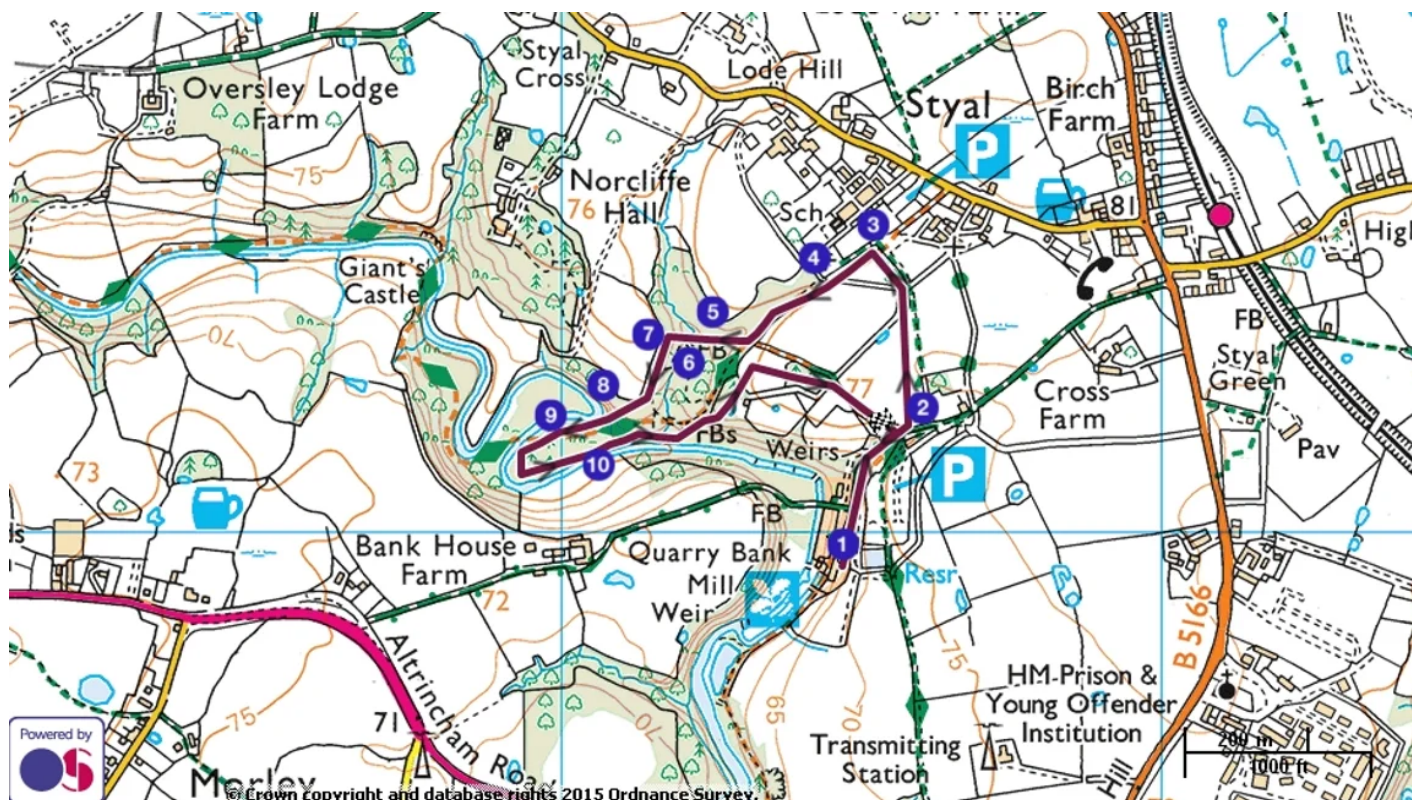 Styal
Cross
Lode Hill
Oversley Lodge
Farm
Styal
Birch
Farm
P
75
Norcliffe
76 Hall
Sch
81
3
4
High
Giant's
Castle
5
7
FB
6
FB
70
Styal
Green
8
77
2
Cross
Farm
9
FBs
Weirs
10
Pav
P
73
FB
1
Bank House
Farm
Quarry Bank
Mill
Weir
Resr
72
B 5166
Altrincham Road
75
75
HM Prison &
Young Offender
Institution
65
70
70
71
Transmitting
Station
200 m
1000 ft
Hill
Powered by
OS
Morley
© Crown copyright and database rights 2015 Ordnance Survey.